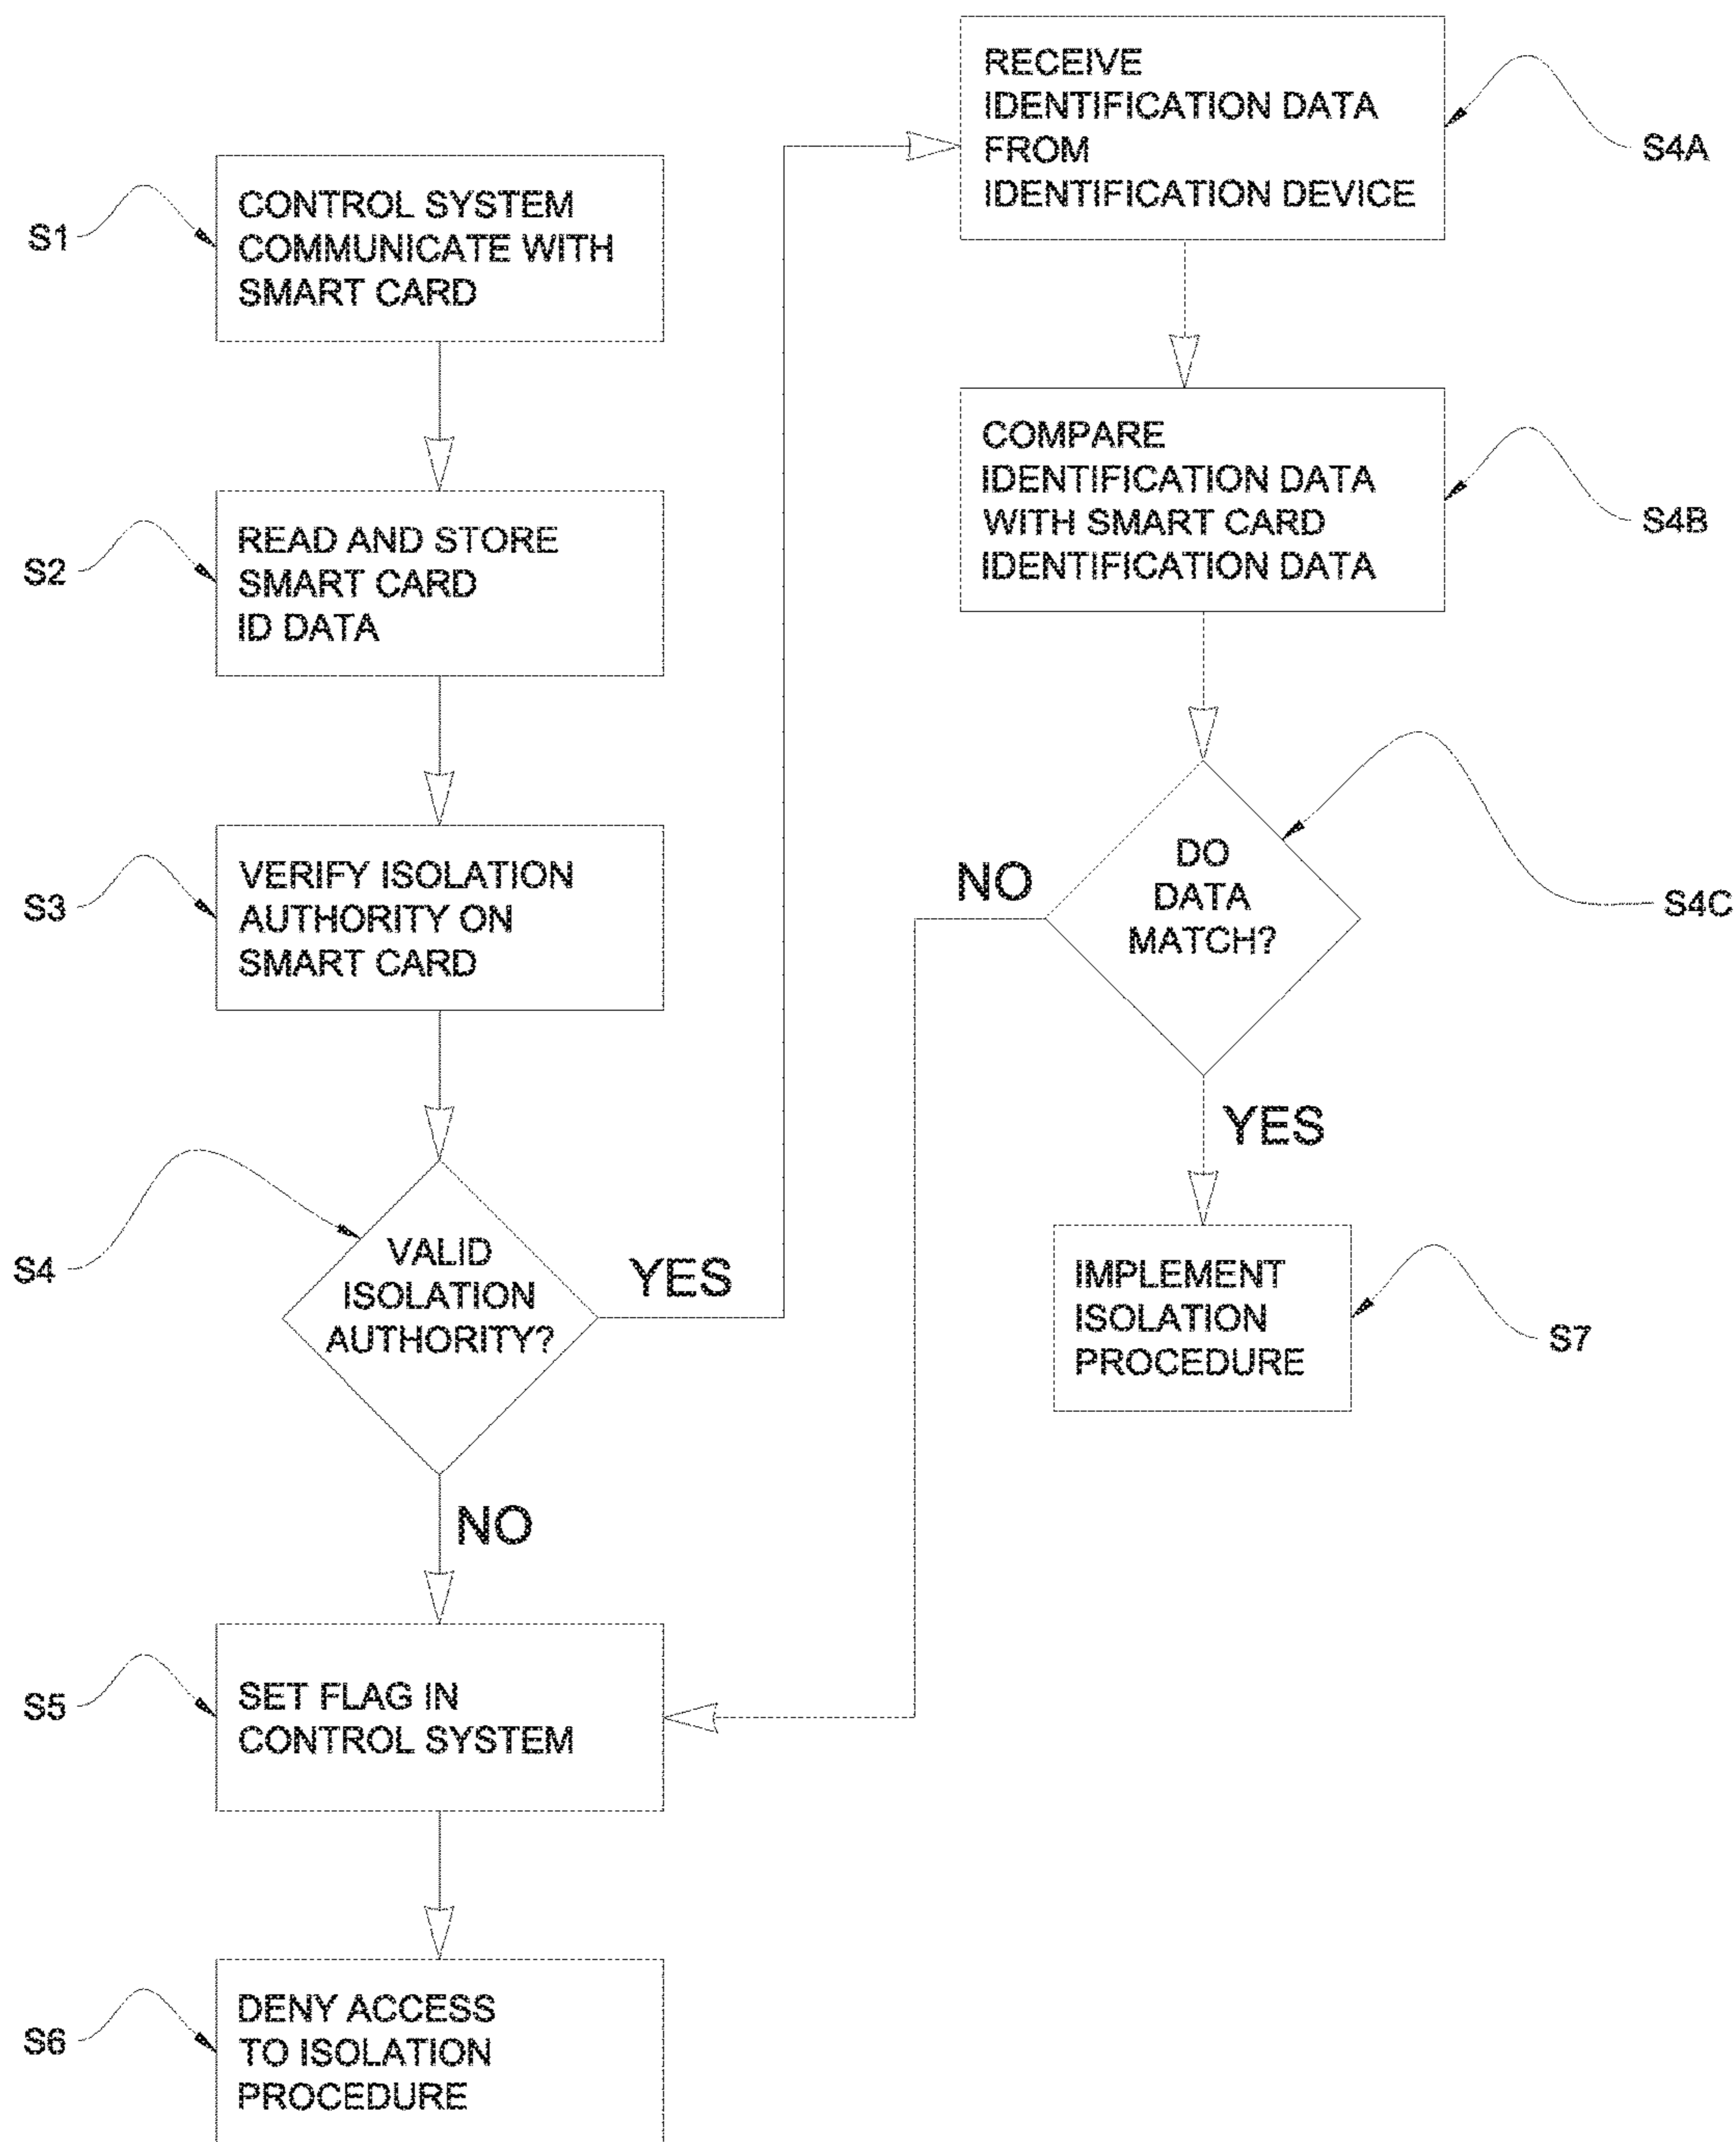 S1
CONTROL SYSTEM
COMMUNICATE WITH
SMART CARD
S2
READ AND STORE
SMART CARD
ID DATA
S3
VERIFY ISOLATION
AUTHORITY ON
SMART CARD
S4
VALID
ISOLATION
AUTHORITY?
YES
NO
S5
SET FLAG IN
CONTROL SYSTEM
S6
DENY ACCESS
TO ISOLATION
PROCEDURE
RECEIVE
IDENTIFICATION DATA
FROM
IDENTIFICATION DEVICE
S4A
COMPARE
IDENTIFICATION DATA
WITH SMART CARD
IDENTIFICATION DATA
S4B
DO
DATA
MATCH?
S4C
NO
YES
IMPLEMENT
ISOLATION
PROCEDURE
S7